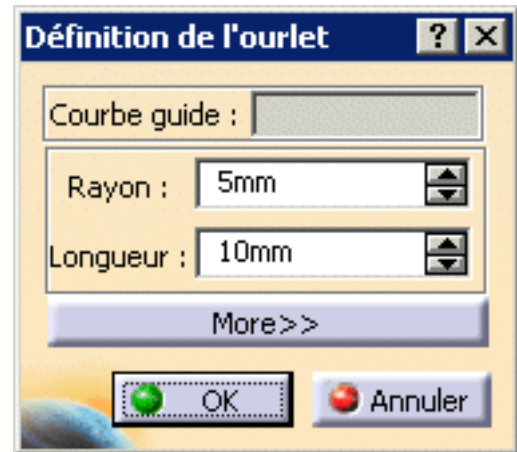 Définition de l'ourlet
Courbe guide :
Rayon : 5mm
Longueur : 10mm
More>>
OK Annuler